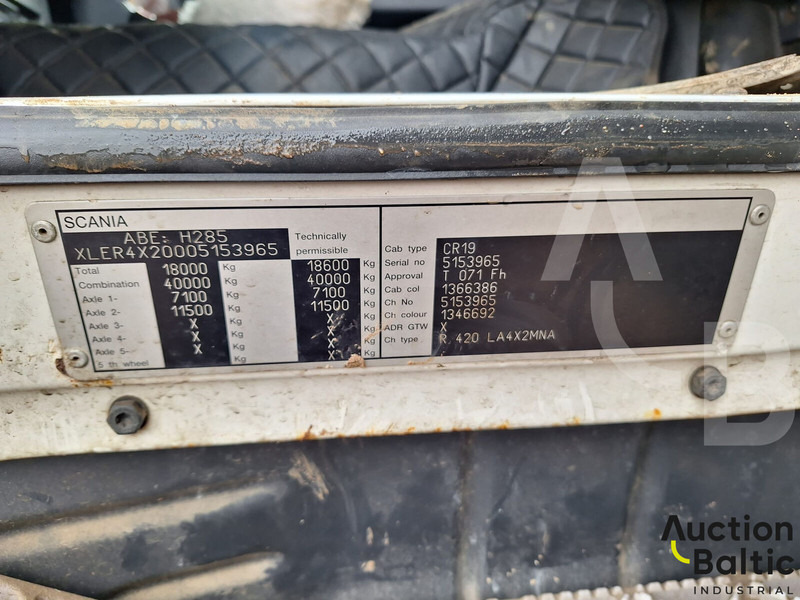 SCANIA
ABE: H285
XLER4X20005153965
Technically
permissible
Total 18000 Kg 18600 Kg
Combination 40000 Kg 40000 Kg
Axle 1- 7100 Kg 7100 Kg
Axle 2- 11500 Kg 11500 Kg
Axle 3- X Kg X Kg
Axle 4- X Kg X Kg
Axle 5- X Kg X Kg
5 th wheel Kg X Kg
Cab type CR19
Serial no 5153965
Approval T 071 Fh
Cab col 1366386
Ch No 5153965
Ch colour 1346692
ADR GTW X
Ch type R 420 LA4X2MNA
A
B
Auction
Baltic
INDUSTRIAL